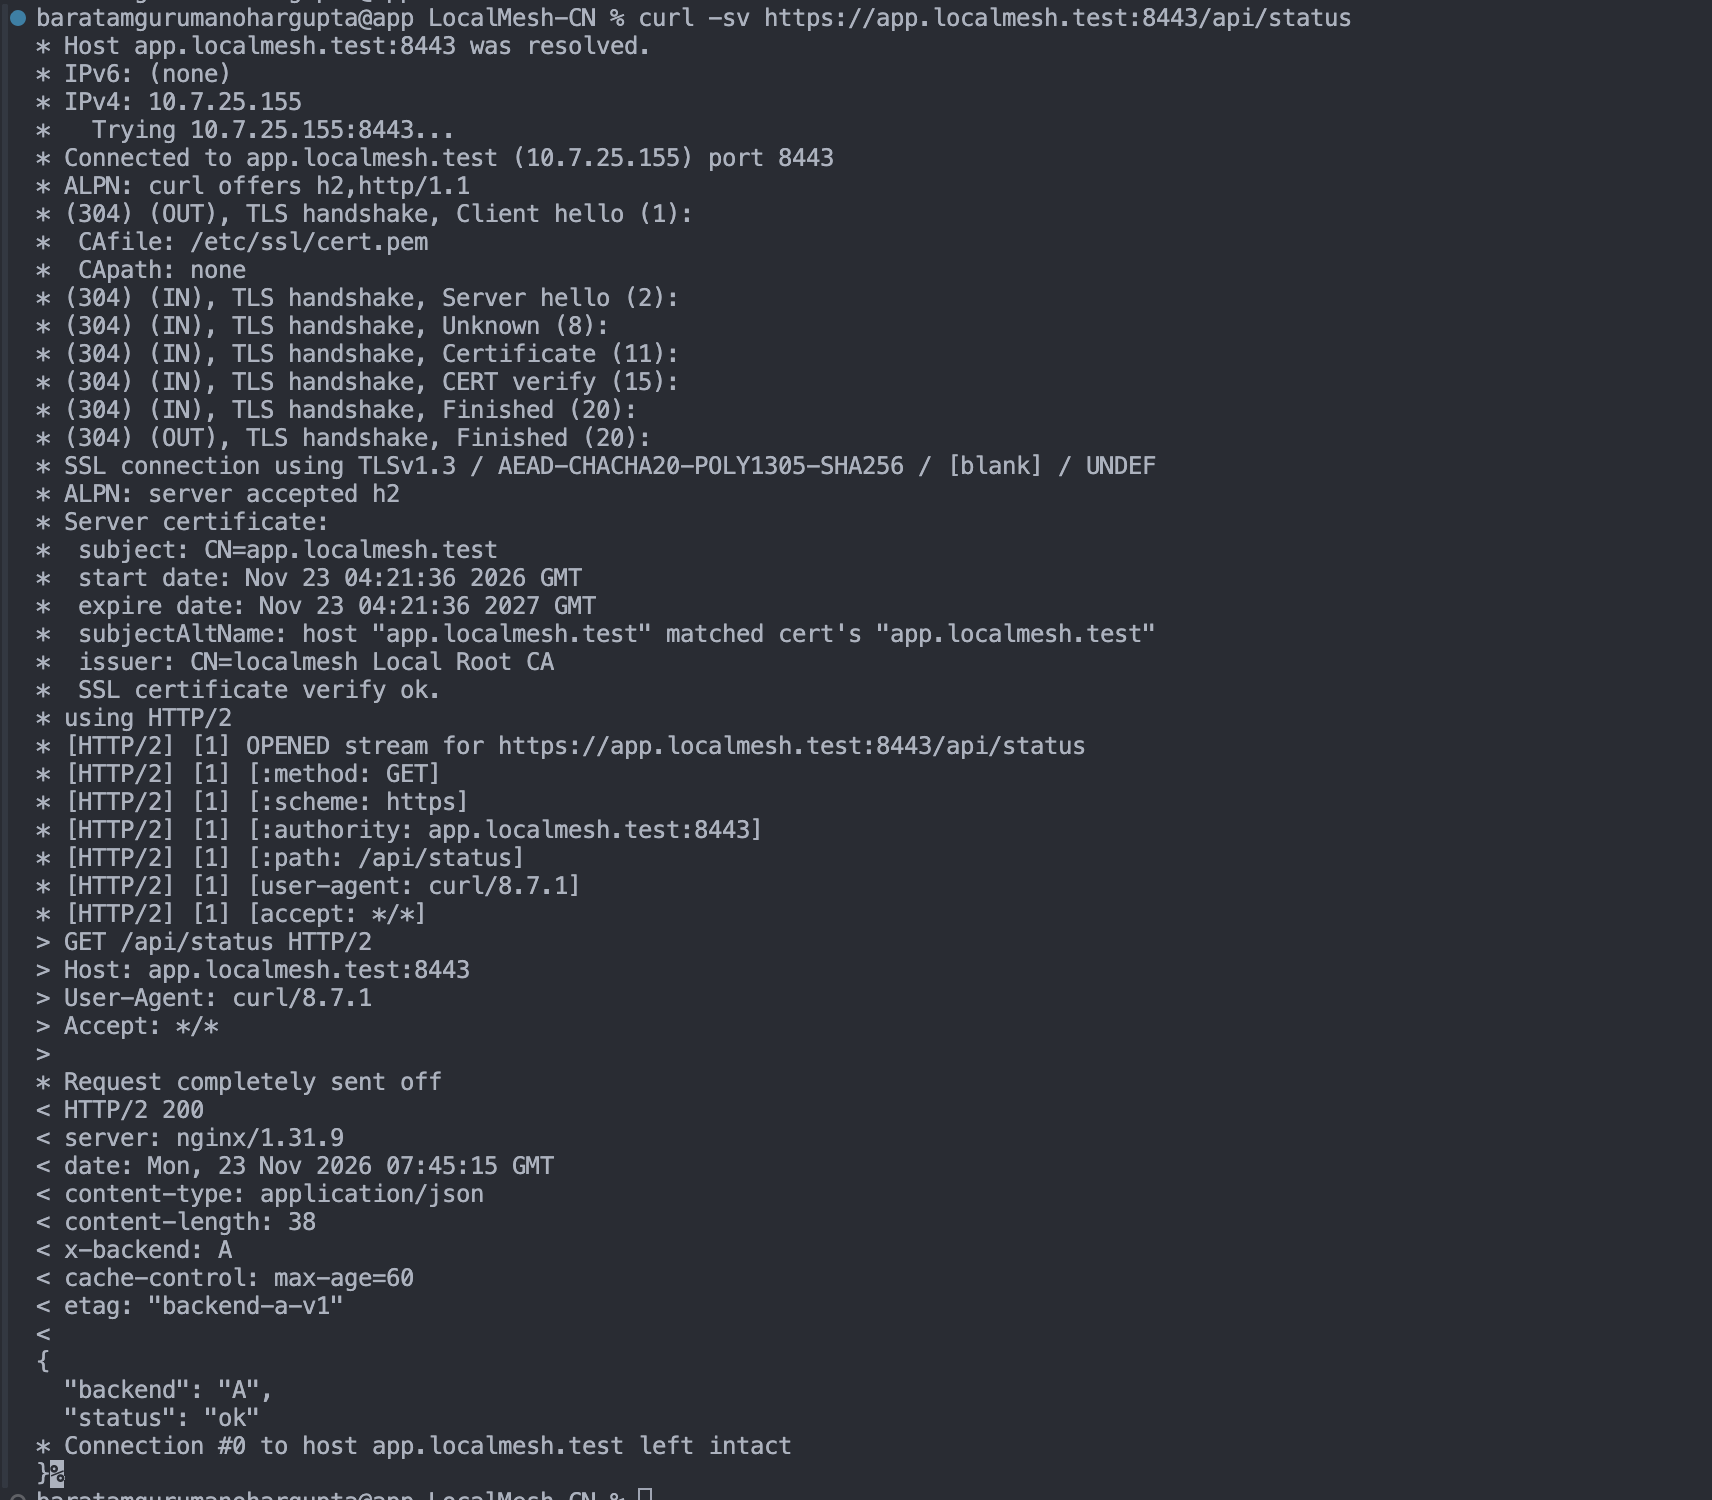 baratamgurumanohargupta@app LocalMesh-CN % curl -sv https://app.localmesh.test:8443/api/status
* Host app.localmesh.test:8443 was resolved.
* IPv6: (none)
* IPv4: 10.7.25.155
*   Trying 10.7.25.155:8443...
* Connected to app.localmesh.test (10.7.25.155) port 8443
* ALPN: curl offers h2,http/1.1
* (304) (OUT), TLS handshake, Client hello (1):
*  CAfile: /etc/ssl/cert.pem
*  CApath: none
* (304) (IN), TLS handshake, Server hello (2):
* (304) (IN), TLS handshake, Unknown (8):
* (304) (IN), TLS handshake, Certificate (11):
* (304) (IN), TLS handshake, CERT verify (15):
* (304) (IN), TLS handshake, Finished (20):
* (304) (OUT), TLS handshake, Finished (20):
* SSL connection using TLSv1.3 / AEAD-CHACHA20-POLY1305-SHA256 / [blank] / UNDEF
* ALPN: server accepted h2
* Server certificate:
*  subject: CN=app.localmesh.test
*  start date: Nov 23 04:21:36 2026 GMT
*  expire date: Nov 23 04:21:36 2027 GMT
*  subjectAltName: host "app.localmesh.test" matched cert's "app.localmesh.test"
*  issuer: CN=localmesh Local Root CA
*  SSL certificate verify ok.
* using HTTP/2
* [HTTP/2] [1] OPENED stream for https://app.localmesh.test:8443/api/status
* [HTTP/2] [1] [:method: GET]
* [HTTP/2] [1] [:scheme: https]
* [HTTP/2] [1] [:authority: app.localmesh.test:8443]
* [HTTP/2] [1] [:path: /api/status]
* [HTTP/2] [1] [user-agent: curl/8.7.1]
* [HTTP/2] [1] [accept: */*]
> GET /api/status HTTP/2
> Host: app.localmesh.test:8443
> User-Agent: curl/8.7.1
> Accept: */*
>
* Request completely sent off
< HTTP/2 200
< server: nginx/1.31.9
< date: Mon, 23 Nov 2026 07:45:15 GMT
< content-type: application/json
< content-length: 38
< x-backend: A
< cache-control: max-age=60
< etag: "backend-a-v1"
<
{
  "backend": "A",
  "status": "ok"
* Connection #0 to host app.localmesh.test left intact
}%
baratamgurumanohargupta@app LocalMesh-CN %